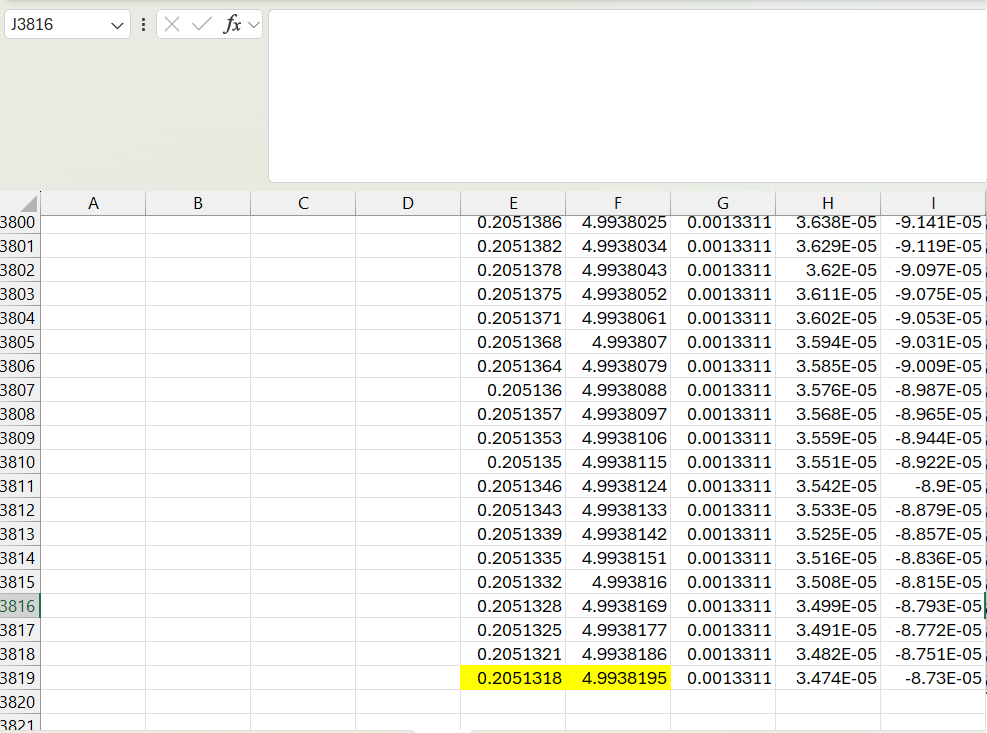 J3816 fx
A B C D E F G H I
3800 0.2051386 4.9938025 0.0013311 3.638E-05 -9.141E-05
3801 0.2051382 4.9938034 0.0013311 3.629E-05 -9.119E-05
3802 0.2051378 4.9938043 0.0013311 3.62E-05 -9.097E-05
3803 0.2051375 4.9938052 0.0013311 3.611E-05 -9.075E-05
3804 0.2051371 4.9938061 0.0013311 3.602E-05 -9.053E-05
3805 0.2051368 4.993807 0.0013311 3.594E-05 -9.031E-05
3806 0.2051364 4.9938079 0.0013311 3.585E-05 -9.009E-05
3807 0.205136 4.9938088 0.0013311 3.576E-05 -8.987E-05
3808 0.2051357 4.9938097 0.0013311 3.568E-05 -8.965E-05
3809 0.2051353 4.9938106 0.0013311 3.559E-05 -8.944E-05
3810 0.205135 4.9938115 0.0013311 3.551E-05 -8.922E-05
3811 0.2051346 4.9938124 0.0013311 3.542E-05 -8.9E-05
3812 0.2051343 4.9938133 0.0013311 3.533E-05 -8.879E-05
3813 0.2051339 4.9938142 0.0013311 3.525E-05 -8.857E-05
3814 0.2051335 4.9938151 0.0013311 3.516E-05 -8.836E-05
3815 0.2051332 4.993816 0.0013311 3.508E-05 -8.815E-05
3816 0.2051328 4.9938169 0.0013311 3.499E-05 -8.793E-05
3817 0.2051325 4.9938177 0.0013311 3.491E-05 -8.772E-05
3818 0.2051321 4.9938186 0.0013311 3.482E-05 -8.751E-05
3819 0.2051318 4.9938195 0.0013311 3.474E-05 -8.73E-05
3820
3821